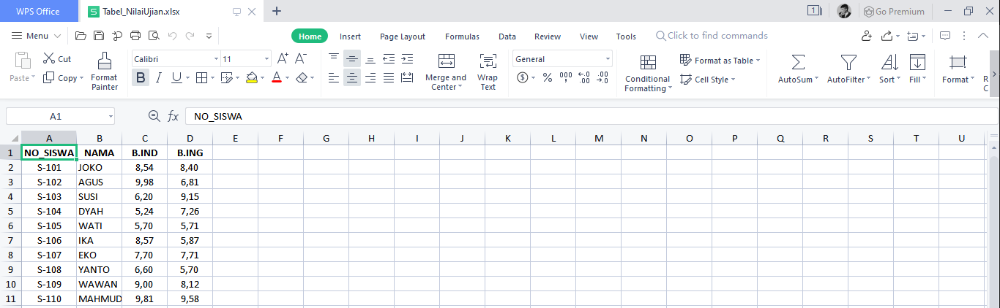 WPS Office Tabel_NilaiUjian.xlsx 1 Go Premium
Menu Home Insert Page Layout Formulas Data Review View Tools Click to find commands
Paste Cut Copy Format Painter
Calibri 11
B I U A
Merge and Center Wrap Text
General
Conditional Formatting Format as Table Cell Style
AutoSum AutoFilter Sort Fill Format
A1 fx NO_SISWA
A B C D E F G H I J K L M N O P Q R S T U
1 NO_SISWA NAMA B.IND B.ING
2 S-101 JOKO 8,54 8,40
3 S-102 AGUS 9,98 6,81
4 S-103 SUSI 6,20 9,15
5 S-104 DYAH 5,24 7,26
6 S-105 WATI 5,70 5,71
7 S-106 IKA 8,57 5,87
8 S-107 EKO 7,70 7,71
9 S-108 YANTO 6,60 5,70
10 S-109 WAWAN 9,00 8,12
11 S-110 MAHMUD 9,81 9,58